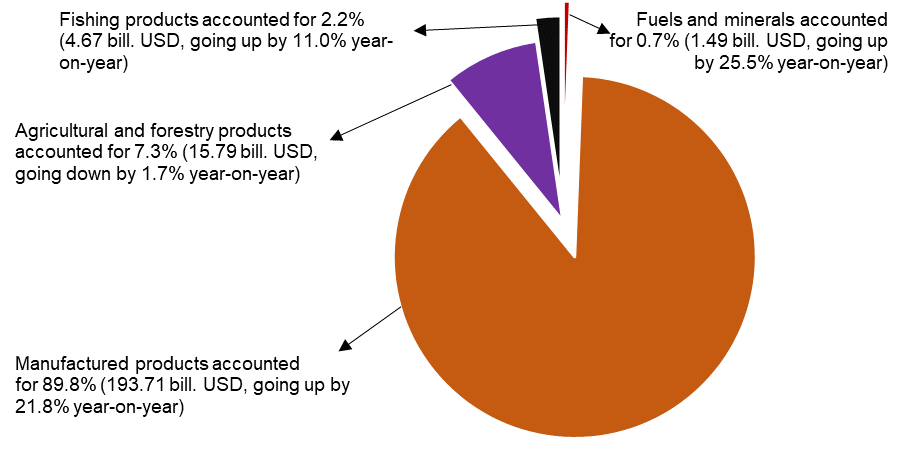 Fishing products accounted for 2.2%
(4.67 bill. USD, going up by 11.0% year-
on-year)
Fuels and minerals accounted
for 0.7% (1.49 bill. USD, going up
by 25.5% year-on-year)
Agricultural and forestry products
accounted for 7.3% (15.79 bill. USD,
going down by 1.7% year-on-year)
Manufactured products accounted
for 89.8% (193.71 bill. USD, going up by
21.8% year-on-year)